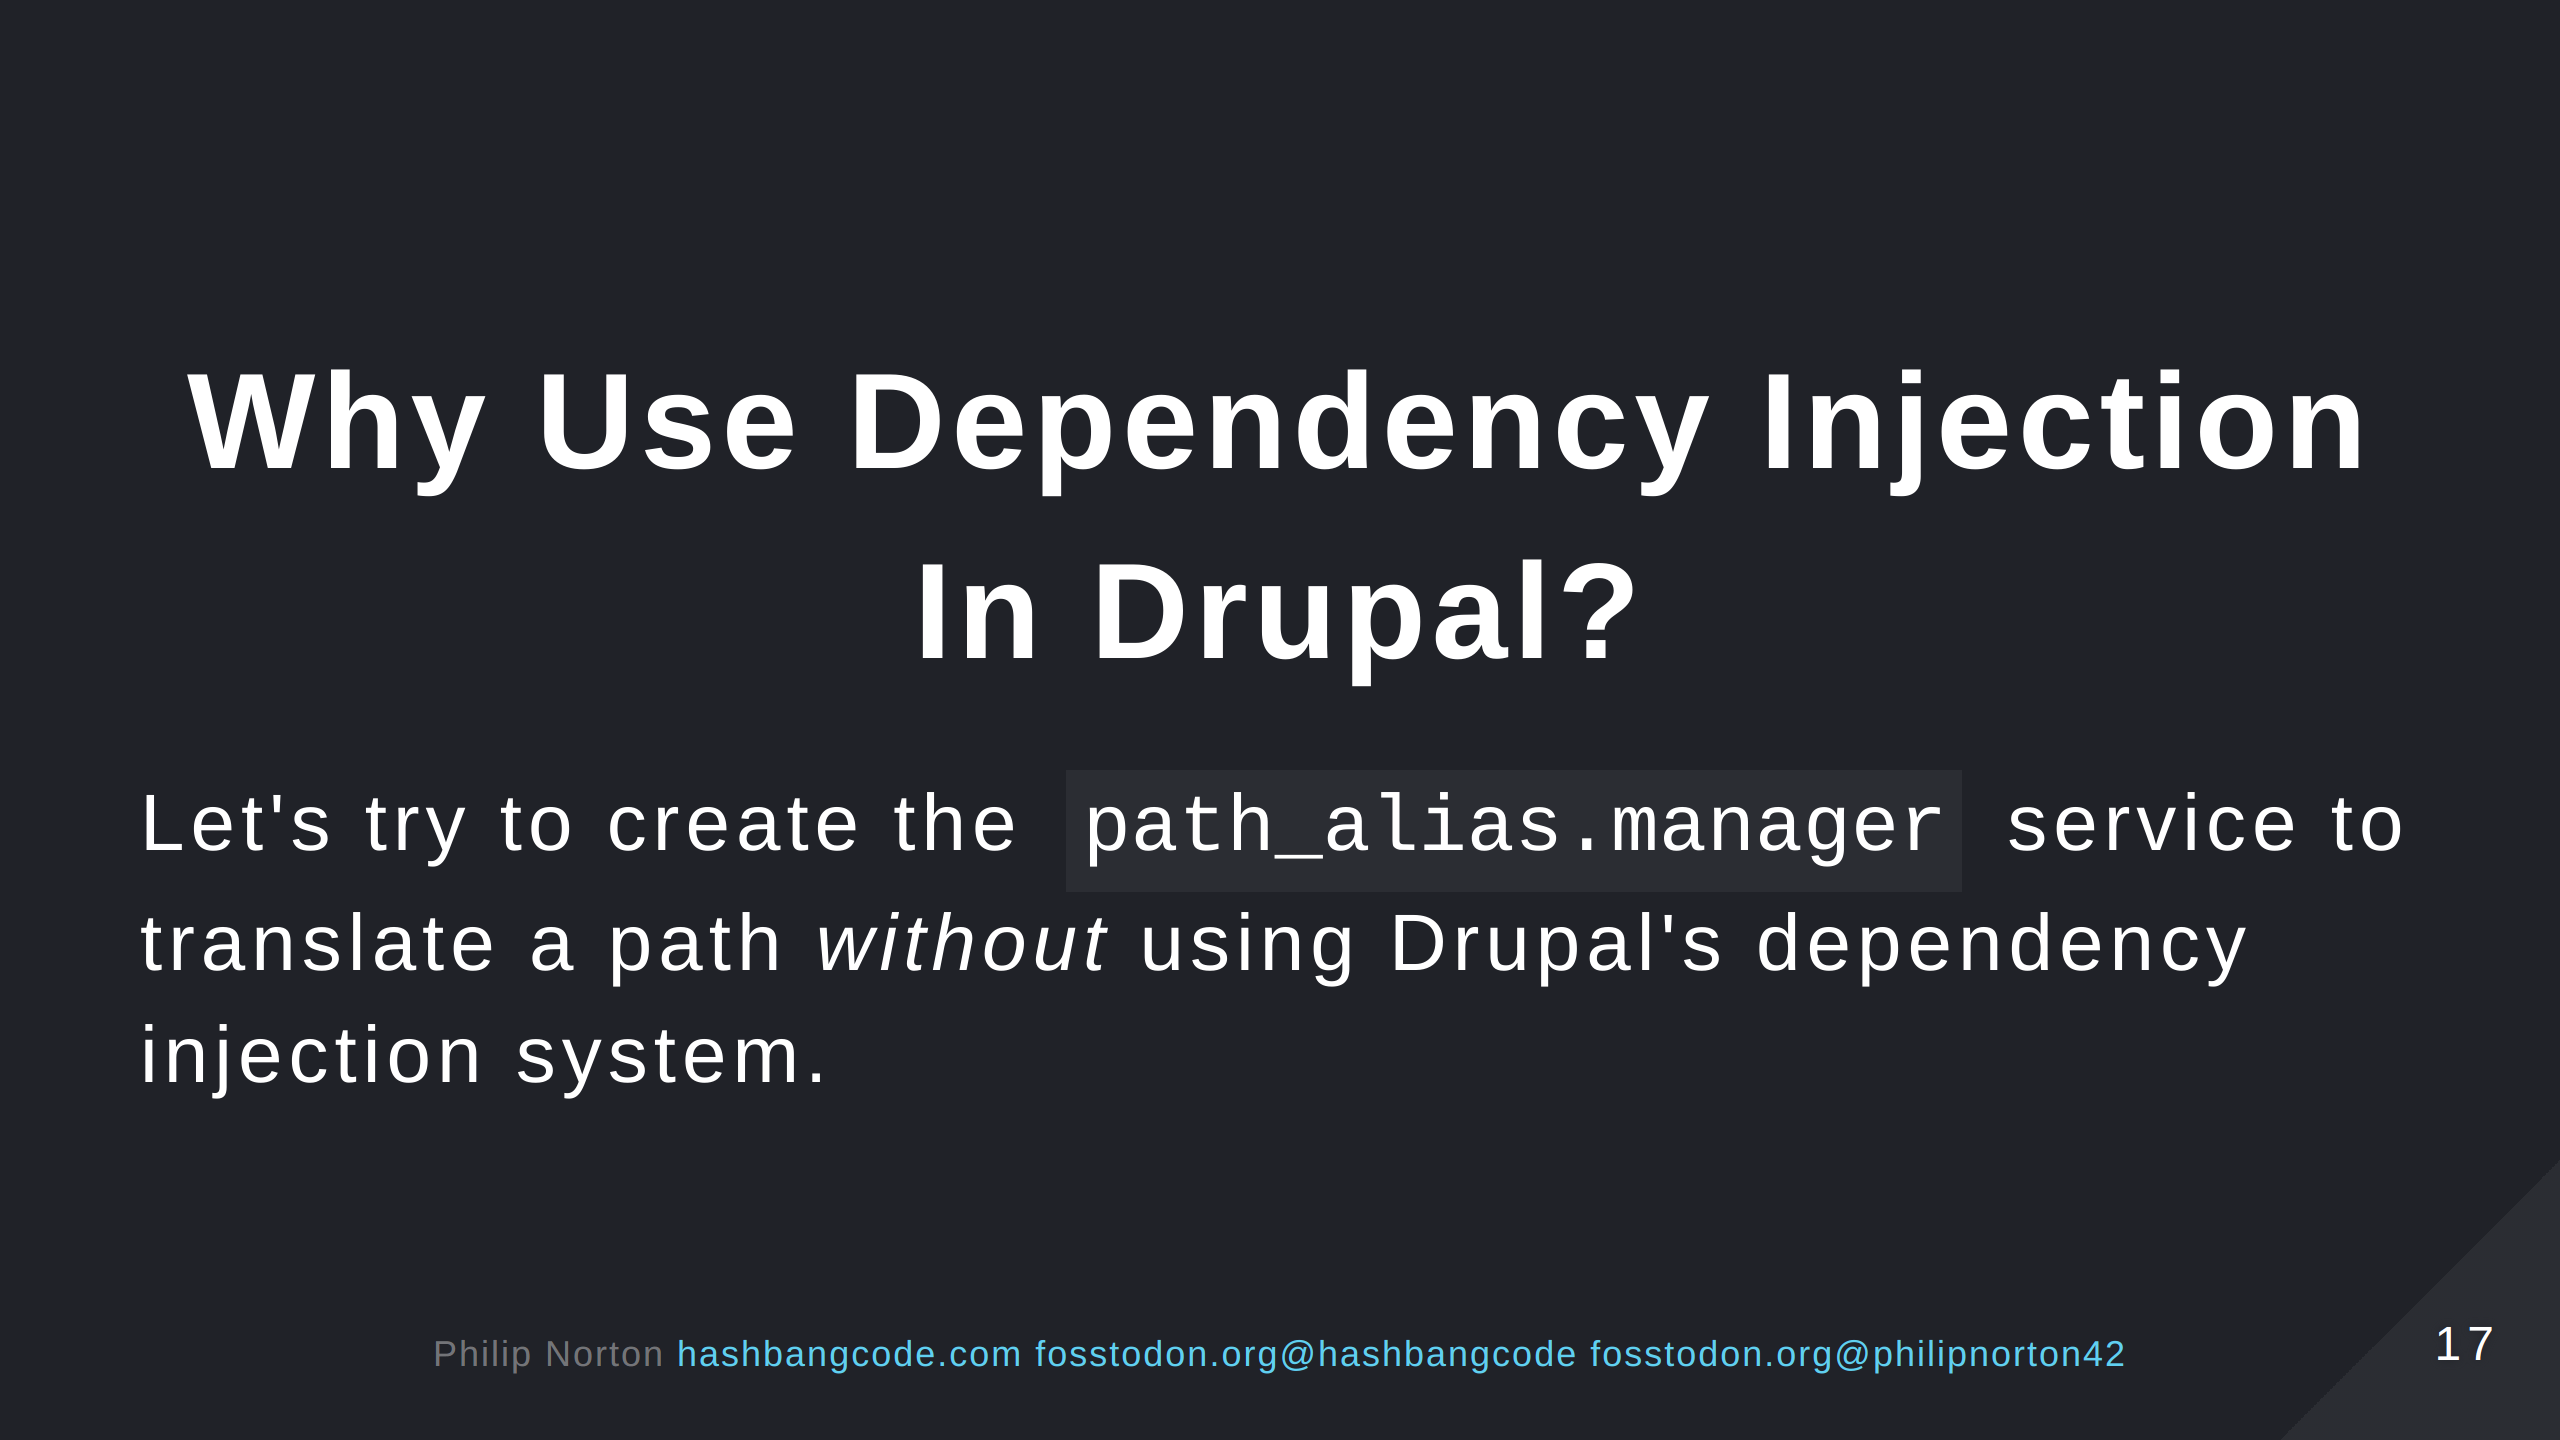 Why Use Dependency Injection
In Drupal?
Let's try to create the path_alias.manager service to
translate a path without using Drupal's dependency
injection system.
Philip Norton hashbangcode.com fosstodon.org@hashbangcode fosstodon.org@philipnorton42
17